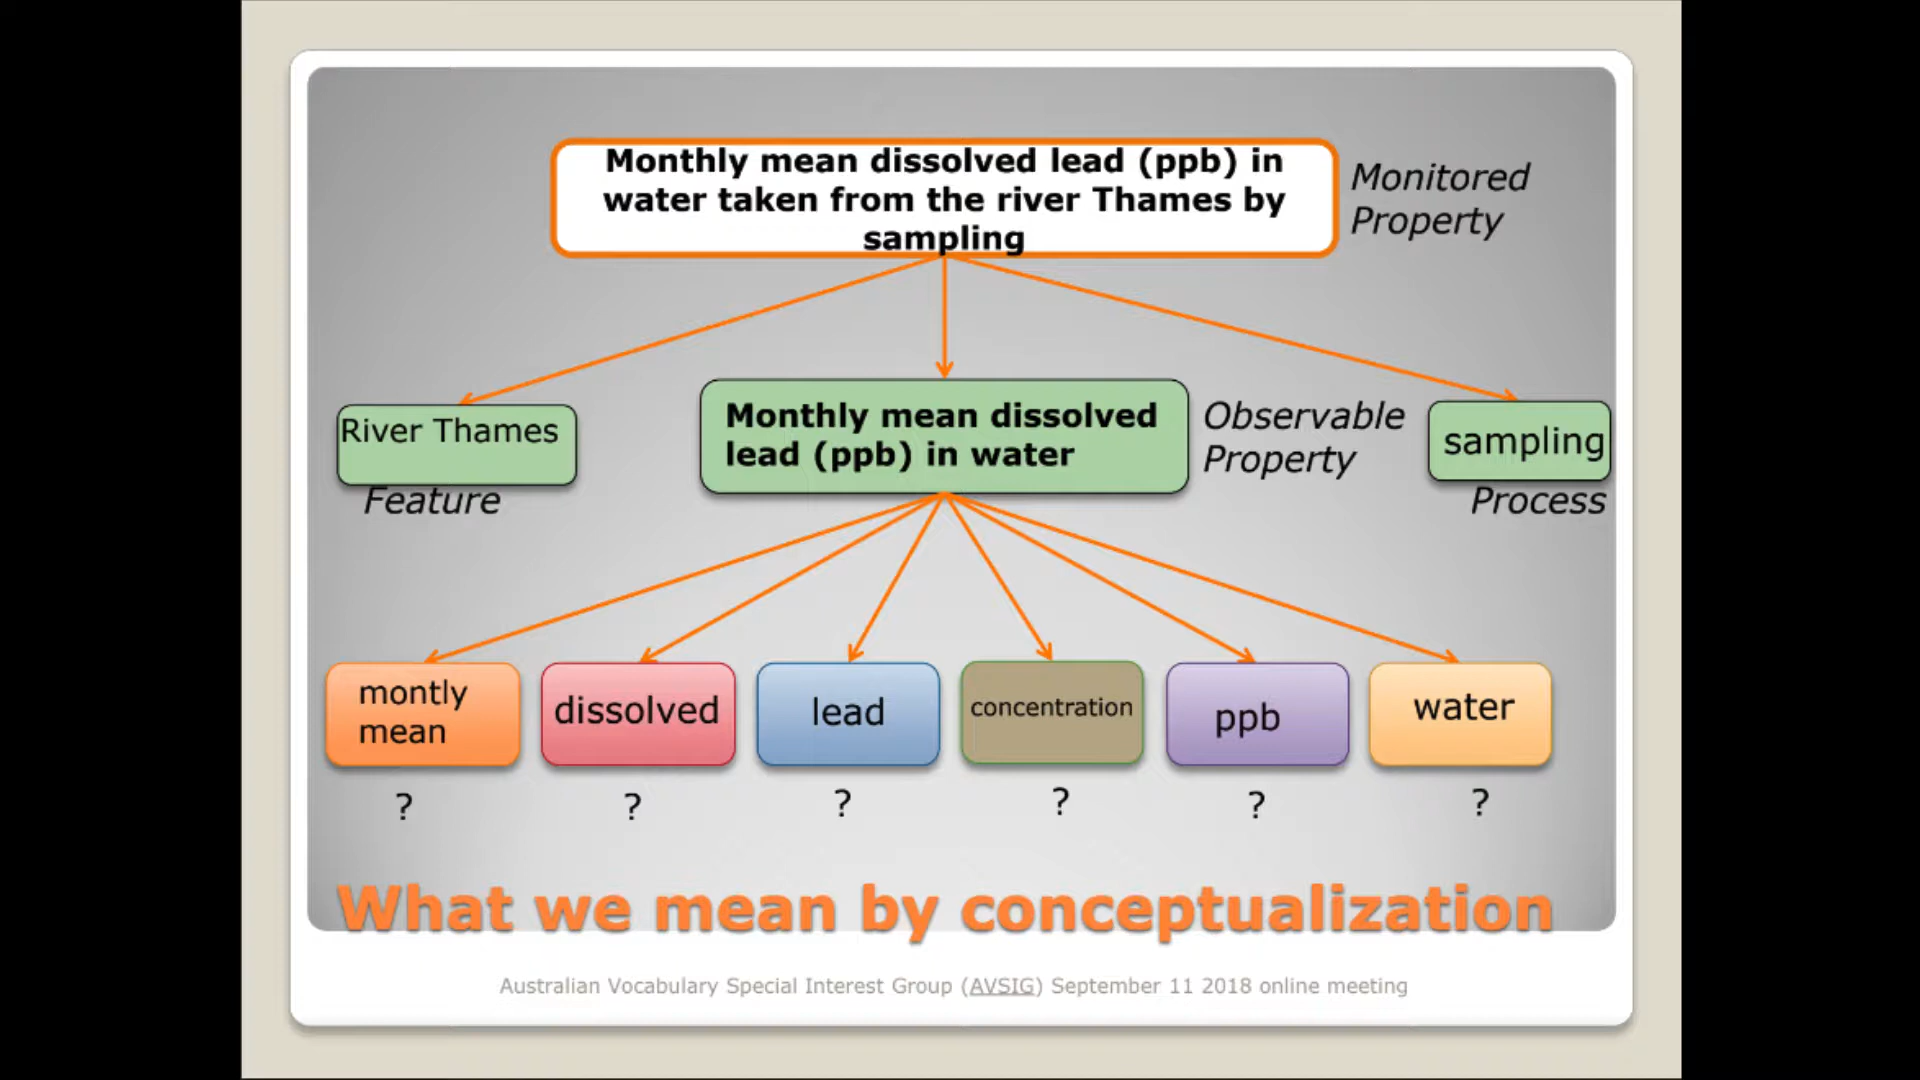 Monthly mean dissolved lead (ppb) in
water taken from the river Thames by
sampling
Monitored
Property
River Thames
Feature
Monthly mean dissolved
lead (ppb) in water
Observable
Property
sampling
Process
montly
mean
dissolved
lead
concentration
ppb
water
?
?
?
?
?
?
What we mean by conceptualization
Australian Vocabulary Special Interest Group (AVSIG) September 11 2018 online meeting